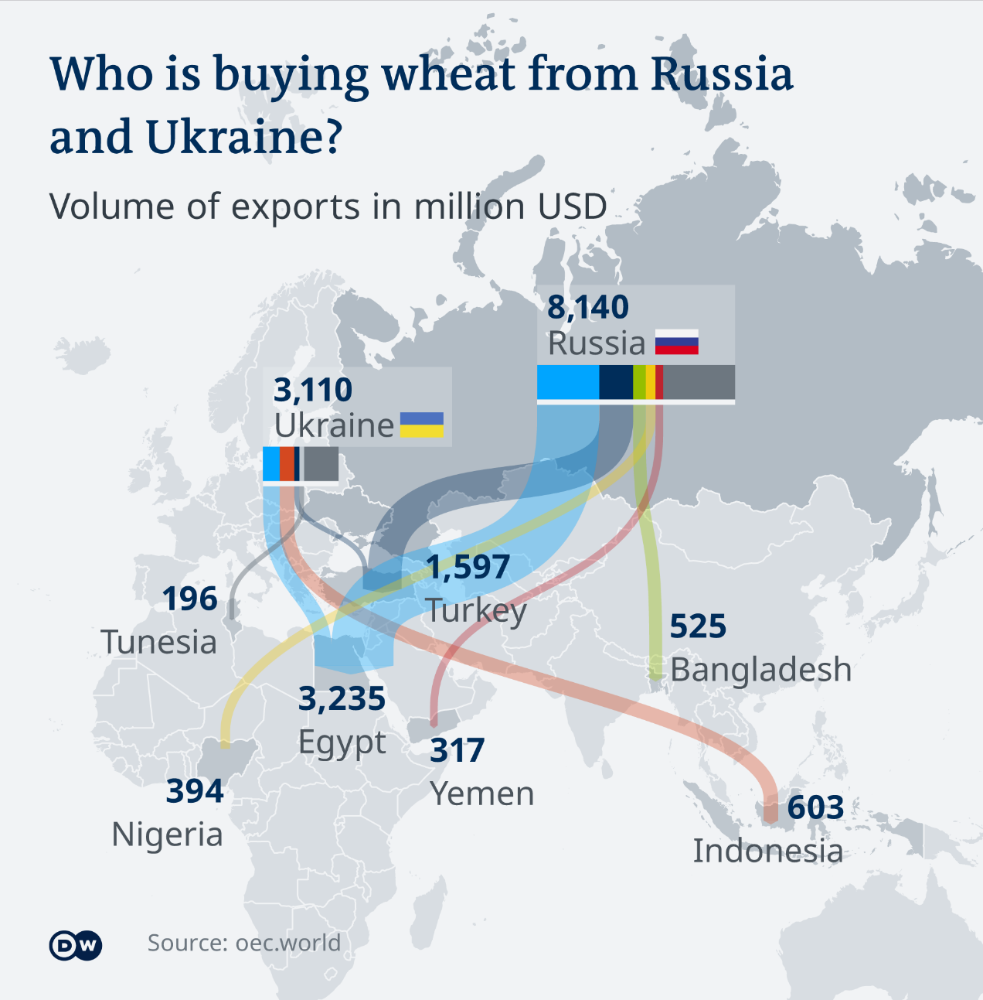 Who is buying wheat from Russia
and Ukraine?
Volume of exports in million USD
8,140
Russia
3,110
Ukraine
1,597
Turkey
196
Tunesia
525
Bangladesh
3,235
Egypt
317
Yemen
394
Nigeria
603
Indonesia
DW
Source: oec.world